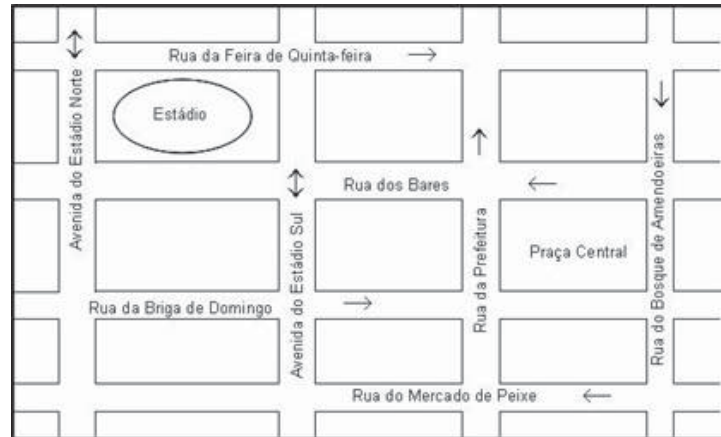 Rua da Feira de Quinta-feira
Avenida do Estádio Norte
Estádio
Rua dos Bares
Rua da Prefeitura
Rua do Bosque de Amendoeiras
Avenida do Estádio Sul
Praça Central
Rua da Briga de Domingo
Rua do Mercado de Peixe